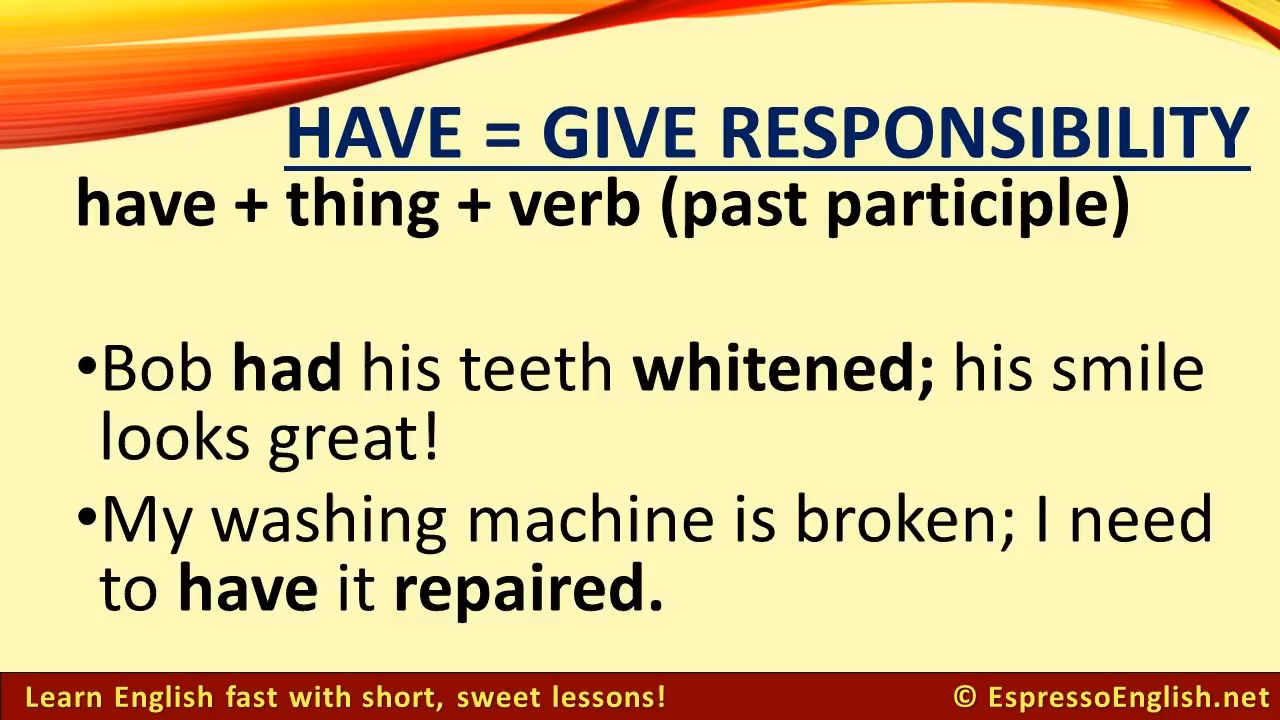 HAVE = GIVE RESPONSIBILITY
have + thing + verb (past participle)
•Bob had his teeth whitened; his smile
looks great!
•My washing machine is broken; I need
to have it repaired.
Learn English fast with short, sweet lessons!
© EspressoEnglish.net